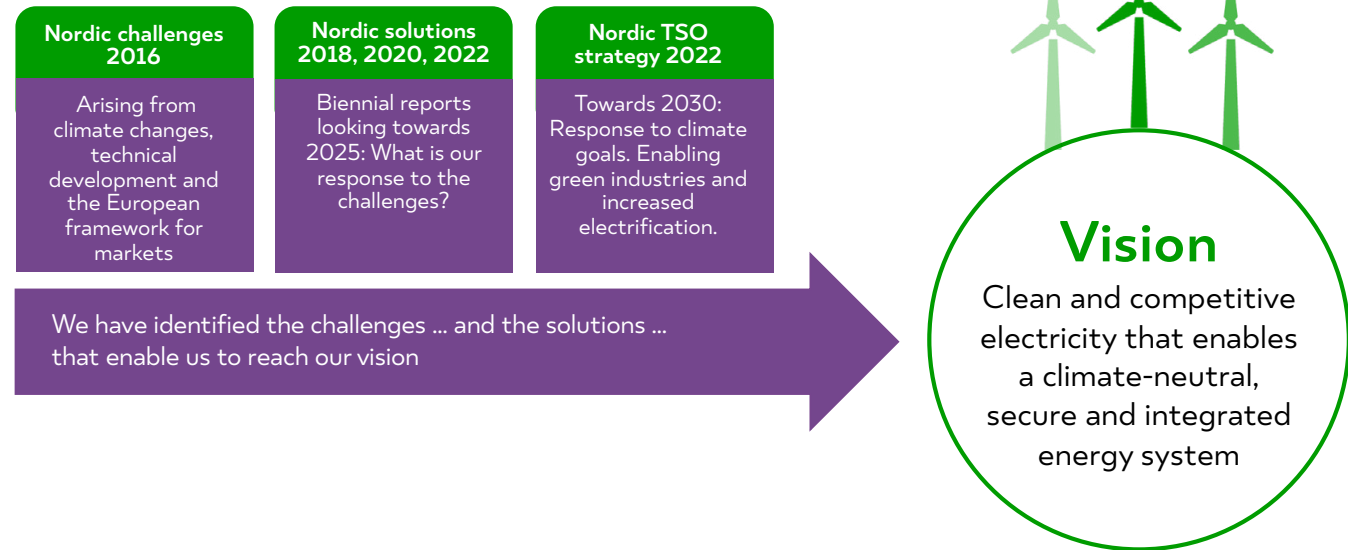 Nordic challenges
2016
Arising from
climate changes,
technical
development and
the European
framework for
markets
Nordic solutions
2018, 2020, 2022
Biennial reports
looking towards
2025: What is our
response to the
challenges?
Nordic TSO
strategy 2022
Towards 2030:
Response to climate
goals. Enabling
green industries and
increased
electrification.
We have identified the challenges ... and the solutions ...
that enable us to reach our vision
Vision
Clean and competitive
electricity that enables
a climate-neutral,
secure and integrated
energy system